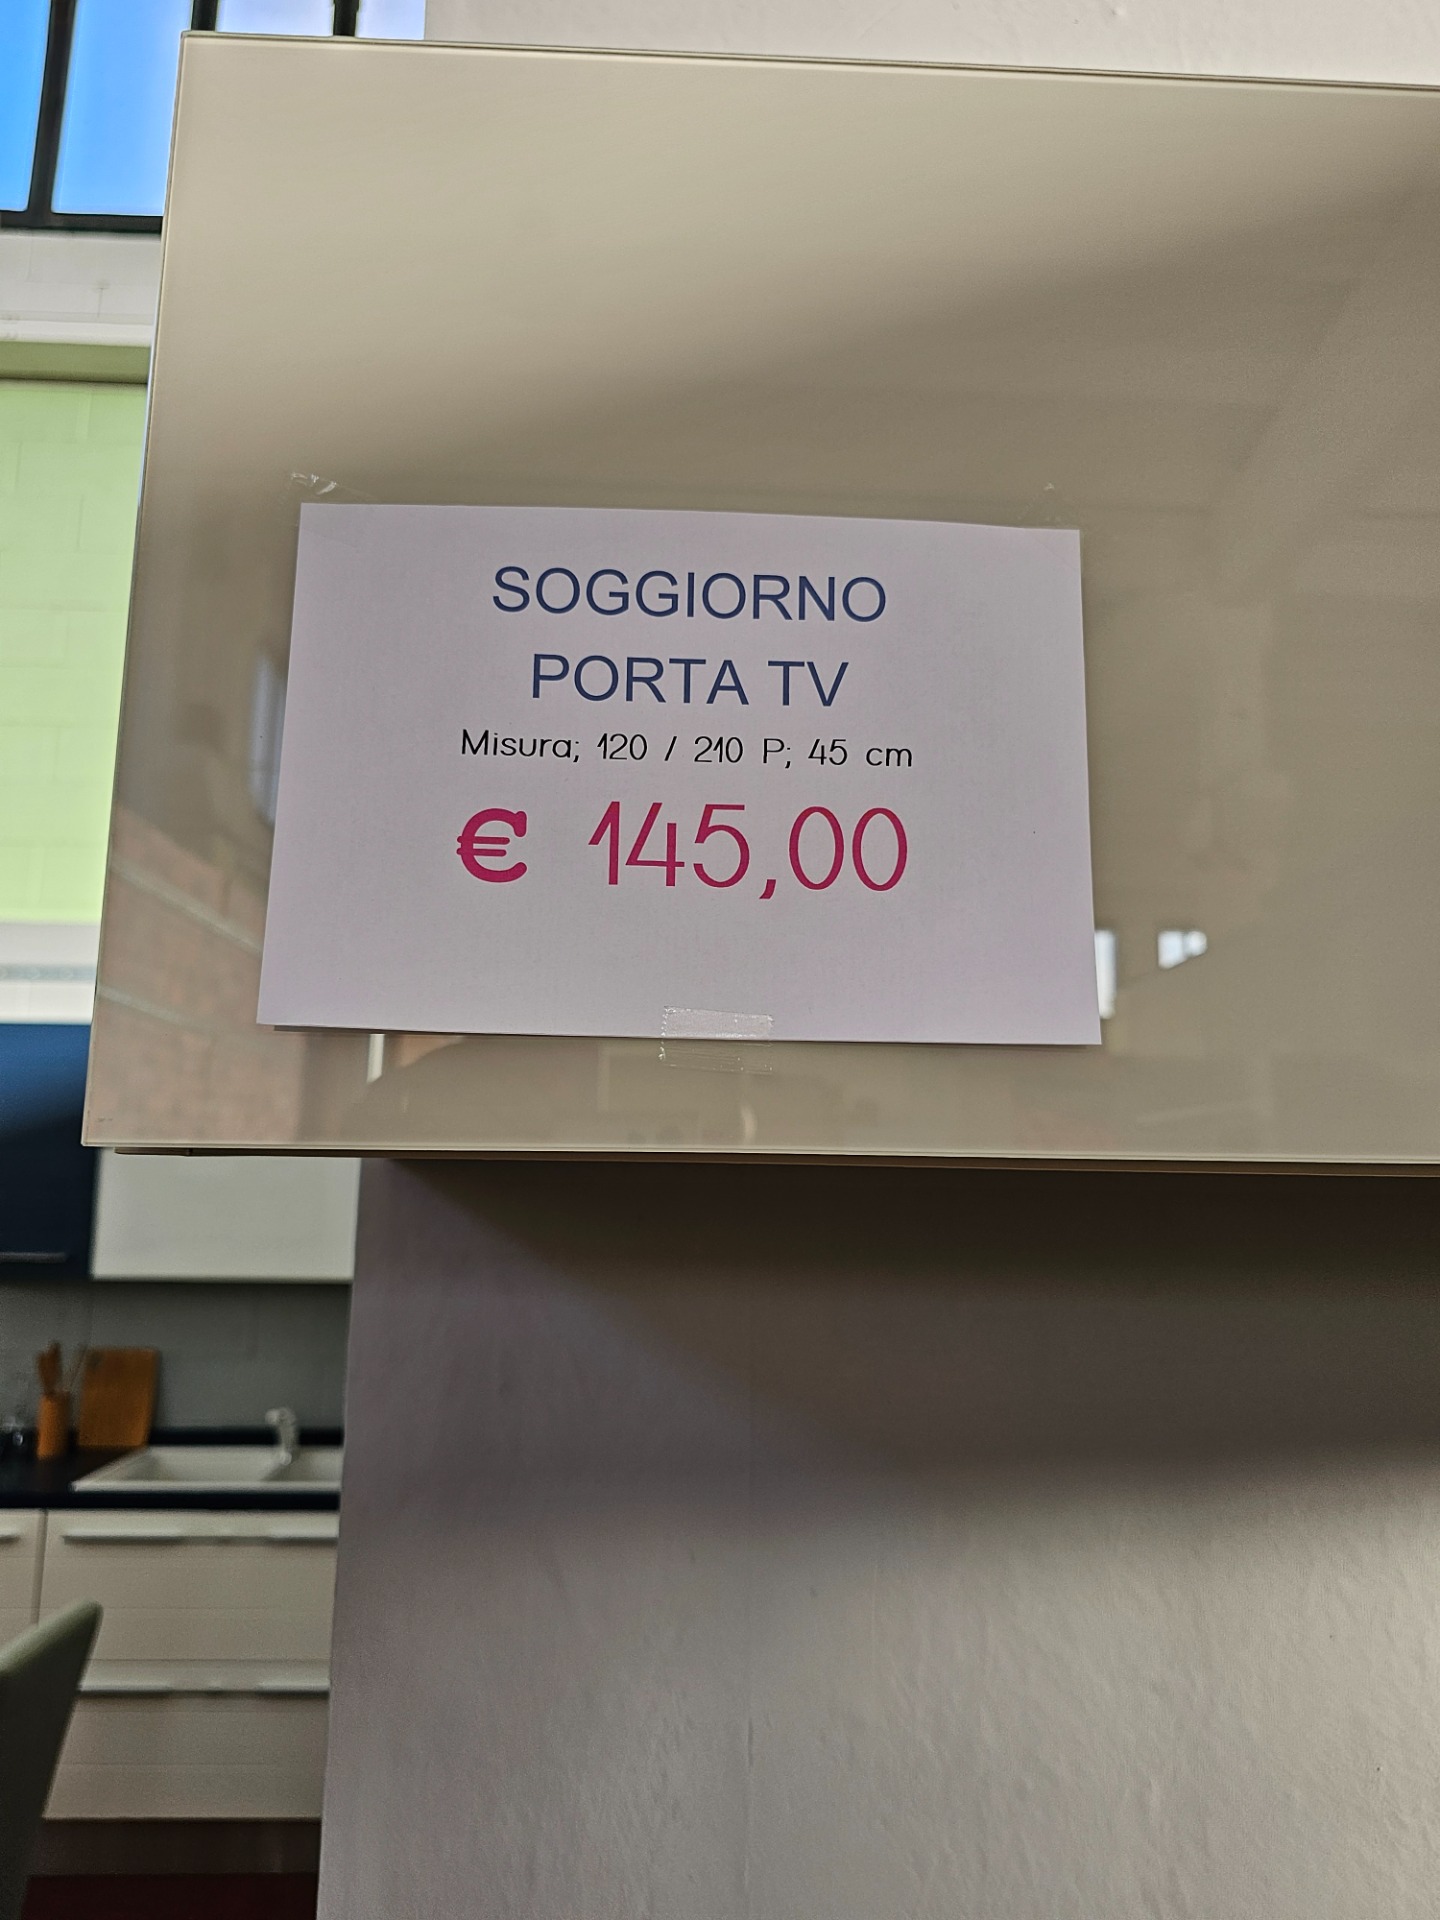 SOGGIORNO
PORTA TV
Misura; 120 / 210 P; 45 cm
€ 145,00